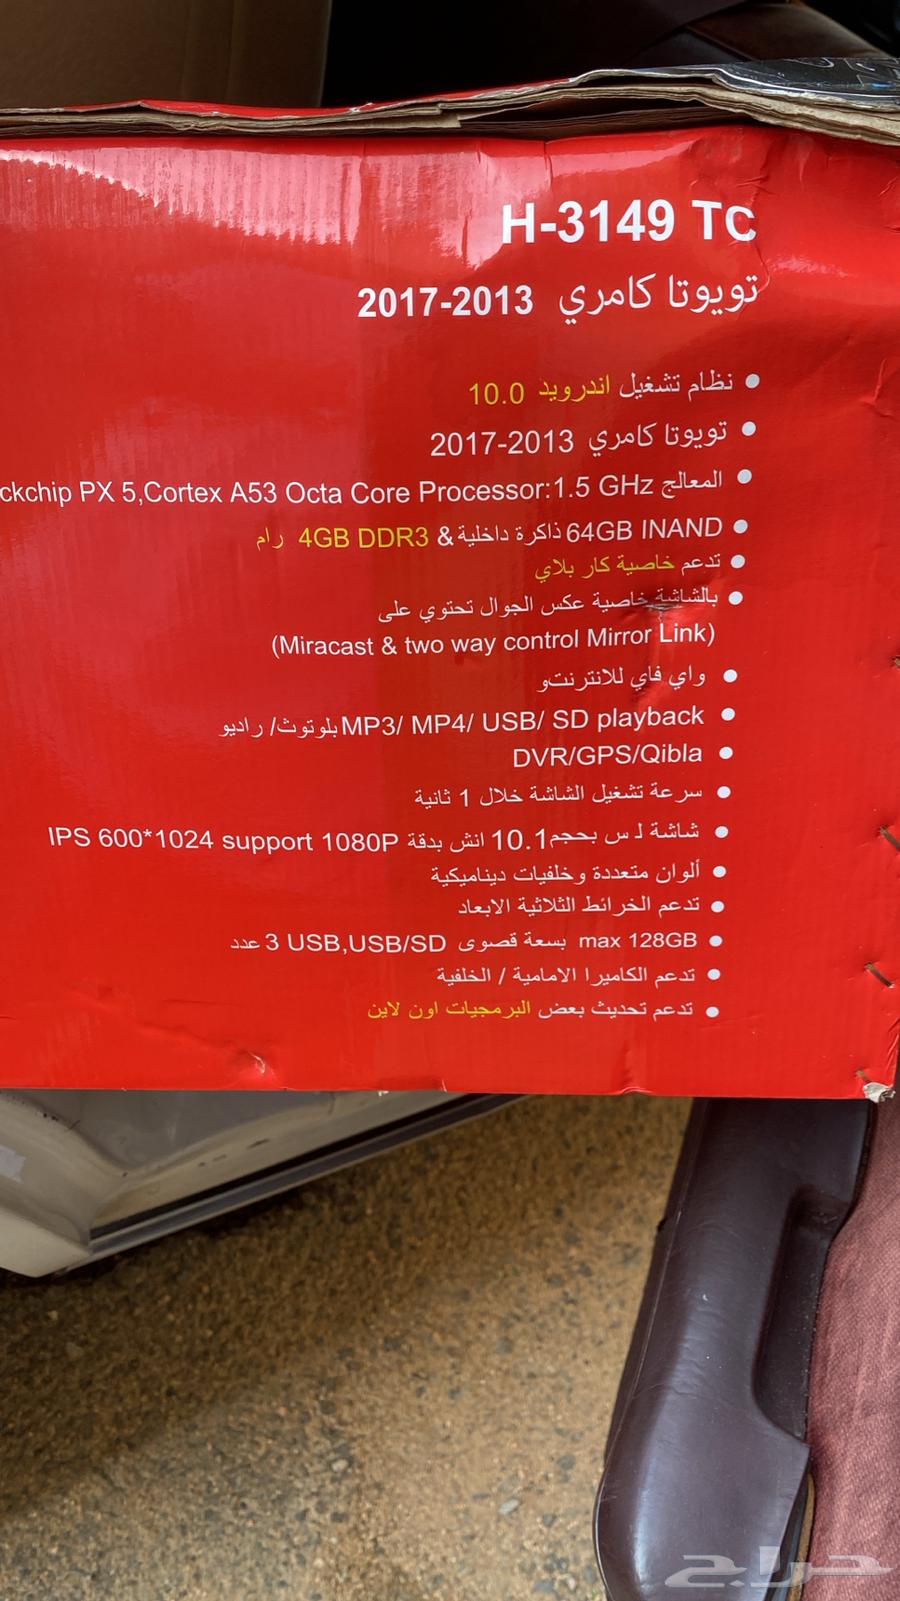 H-3149 TC
تويوتا كامري 2013-2017
● نظام تشغيل اندرويد 10.0
● تويوتا كامري 2013-2017
● المعالج ckchip PX 5,Cortex A53 Octa Core Processor:1.5 GHz
● 64GB INAND ذاكرة داخلية & 4GB DDR3 رام
● تدعم خاصية كار بلاي
● بالشاشة خاصية عكس الجوال تحتوي على
(Miracast & two way control Mirror Link)
● واي فاي للانترنتو
● MP3/ MP4/ USB/ SD playback بلوتوث/ راديو
● DVR/GPS/Qibla
● سرعة تشغيل الشاشة خلال 1 ثانية
● شاشة لـ س بحجم 10.1 انش بدقة IPS 600*1024 support 1080P
● ألوان متعددة وخلفيات ديناميكية
● تدعم الخرائط الثلاثية الابعاد
● max 128GB بسعة قصوى USB,USB/SD 3 عدد
● تدعم الكاميرا الامامية / الخلفية
● تدعم تحديث بعض البرمجيات اون لاين
حراج